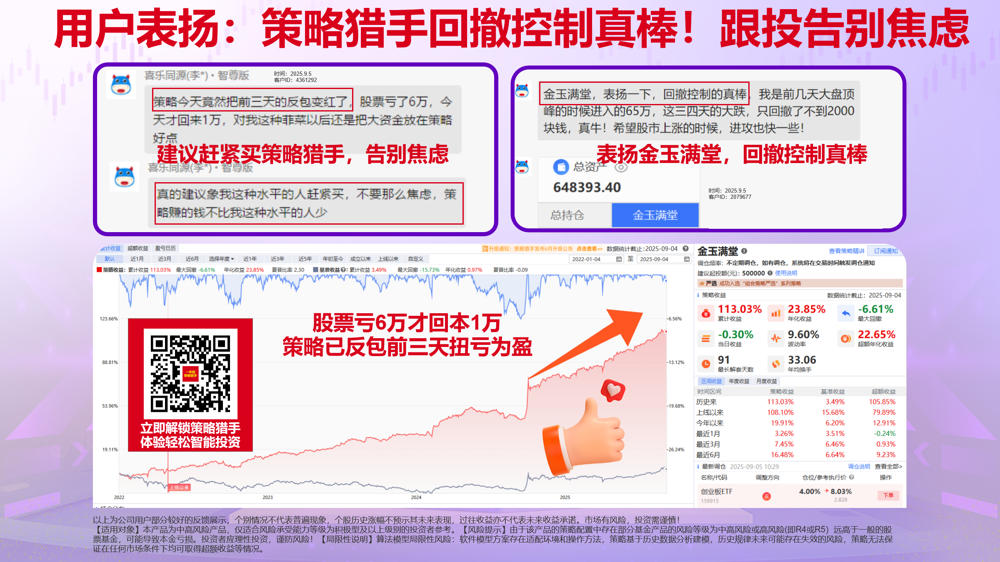 用户表扬：策略猎手回撤控制真棒！跟投告别焦虑
喜乐同源(李*)·智尊版
时间：2025.9.5
客户ID：4361292
策略今天竟然把前三天的反包变红了，股票亏了6万，今
天才回来1万，对我这种韭菜以后还是把大资金放在策略
好点
建议赶紧买策略猎手，告别焦虑
喜乐同源(李*)·智尊版
真的建议象我这种水平的人赶紧买，不要那么焦虑，策
略赚的钱不比我这种水平的人少
金玉满堂，表扬一下，回撤控制的真棒，我是前几天大盘顶
峰的时候进入的65万，这三四天的大跌，只回撤了不到2000
块钱，真牛！希望股市上涨的时候，进攻也快一些！
表扬金玉满堂，回撤控制真棒
总资产
648393.40
时间：2025.9.5
客户ID：2079677
总持仓 金玉满堂
累计收益 超额收益 盈亏日历
新 升级通知：策略猎手发布6月升级公告 点击查看>> 数据统计截止:2025-09-04
默认 近1月 近3月 近6月 选择年度 近1年 近3年 近5年 年初至今 成立以来 上线以来 自定义
2022-01-04 至 2025-09-04
策略收益：累计收益 113.03% 最大回撤 -6.61% 年化收益 23.85% 夏普比率 2.30 基准收益：累计收益 3.49% 最大回撤 -15.73% 年化收益 0.97% 夏普比率 -0.09
123.66%
88.81%
53.96%
19.11%
-6.56%
-13.12%
-19.68%
-26.24%
股票亏6万才回本1万
策略已反包前三天扭亏为盈
一年版
策略猎手
立即解锁策略猎手
体验轻松智能投资
上线以来
2022 2023 2024 2025
金玉满堂
查看策略精讲 订阅通知
调仓频率：不定期调仓，如有调仓，系统将在交易时间触发调仓通知
建议起投额(元)：500000 使用说明
严选 成功入选“组合策略严选”系列策略
策略收益 数据统计截止：2025-09-04
113.03% 23.85% -6.61%
累计收益 年化收益 最大回撤
-0.30% 9.60% 22.65%
当日收益 波动率 超额年化收益
91 33.06
最长解套天数 年均换手
区间收益 年度收益 月度收益
时间区间 策略收益 基准收益 超额收益
历史来 113.03% 3.49% 105.85%
上线以来 108.10% 15.68% 79.89%
今年以来 19.91% 6.20% 12.91%
最近1月 3.26% 3.51% -0.24%
最近3月 7.45% 6.46% 0.93%
最近6月 16.48% 6.64% 9.23%
最新调仓 2025-09-05 10:29 调仓说明 查看全部>
名称/代码 调整方向 仓位/参考执行价 操作
创业板ETF 买 4.00% 8.03% 下单
159915 2.828
以上为公司用户部分较好的反馈展示，个别情况不代表普遍现象，个股历史涨幅不预示其未来表现，过往收益亦不代表未来收益承诺。市场有风险，投资需谨慎！
【适用对象】本产品为中高风险产品，仅适合风险承受能力等级为积极型及以上级别的投资者参考。【风险提示】由于该产品的策略配置中存在部分基金产品的风险等级为中高风险或高风险(即R4或R5）远高于一般的股
票基金，可能导致本金亏损。投资者应理性投资，谨防风险！【局限性说明】算法模型局限性风险：软件模型方案存在适配环境和操作方法，策略基于历史数据分析建模，历史规律未来可能存在失效的风险，策略无法保
证在任何市场条件下均可取得超额收益等情况。